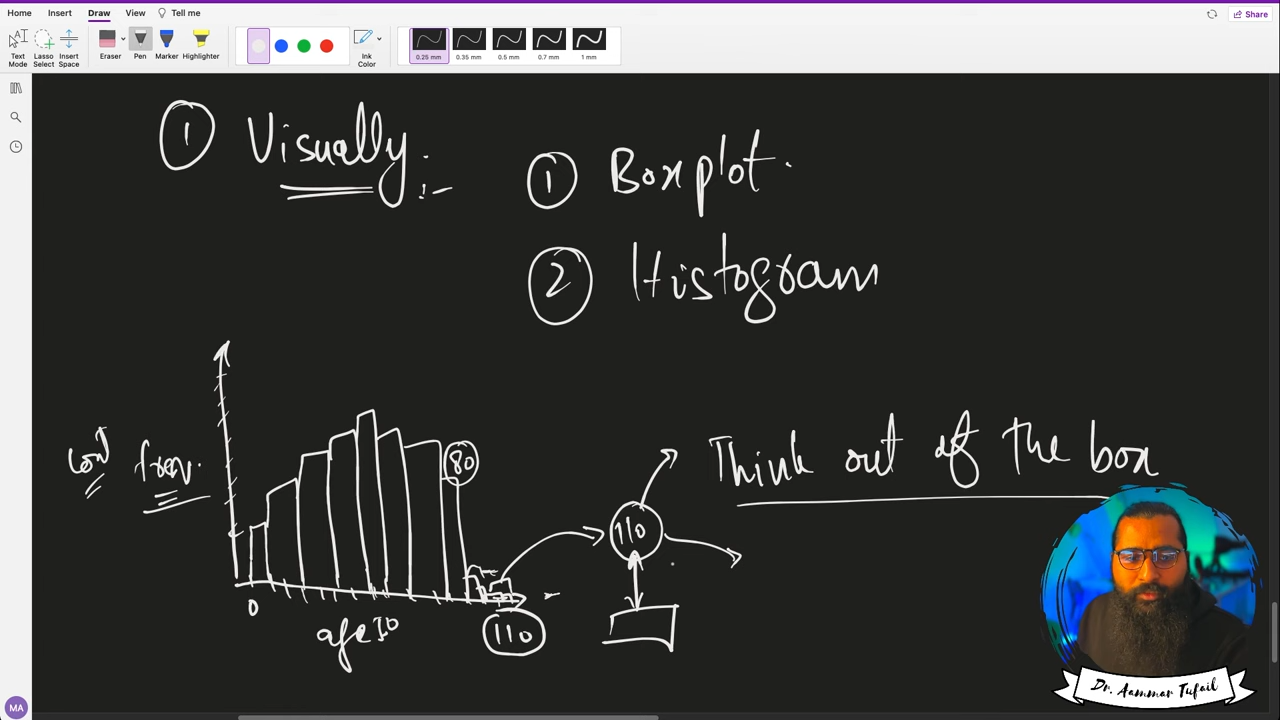 Home Insert Draw View Tell me
Share
Text Mode
Lasso Select
Insert Space
Eraser
Pen
Marker
Highlighter
Ink Color
0.25 mm
0.35 mm
0.5 mm
0.7 mm
1 mm
1 Visually :-
1 Boxplot
2 Histogram
80
Think out of the box
110
0
age
110
MA
Dr. Aammar Tufail